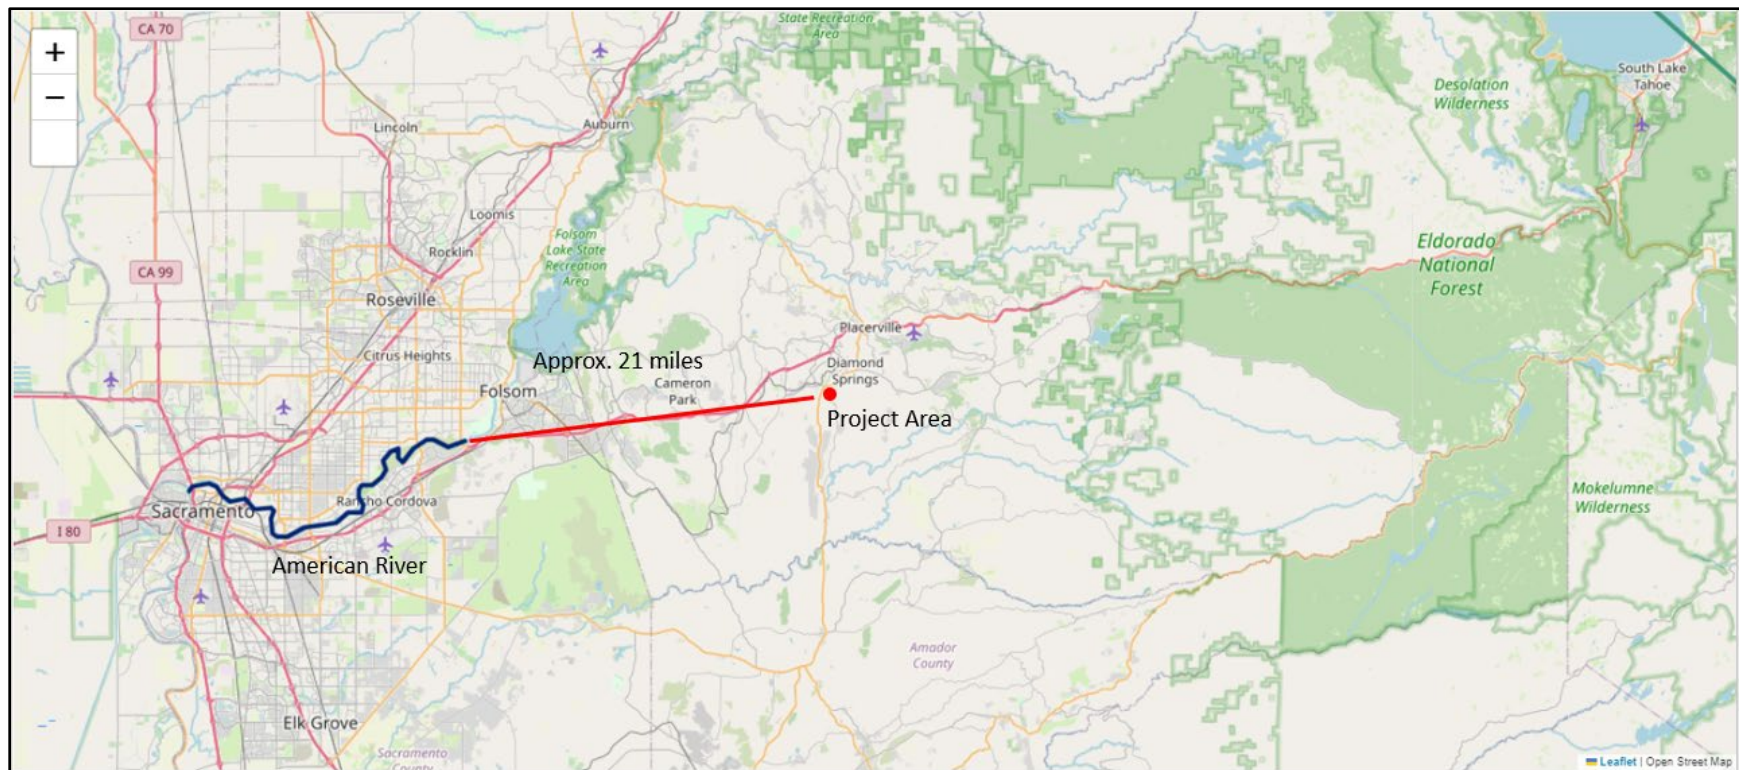 State Recreation
Area
CA 70
+
−
South Lake
Tahoe
Desolation
Wilderness
Lincoln
Auburn
Loomis
Folsom
Lake State
Recreation
Area
Rocklin
Eldorado
National
Forest
CA 99
Roseville
Placerville
Citrus Heights
Approx. 21 miles
Diamond
Springs
Cameron
Park
Folsom
Project Area
Mokelumne
Wilderness
Rancho Cordova
Sacramento
I 80
American River
Amador
County
Elk Grove
Sacramento
County
Leaflet | Open Street Map